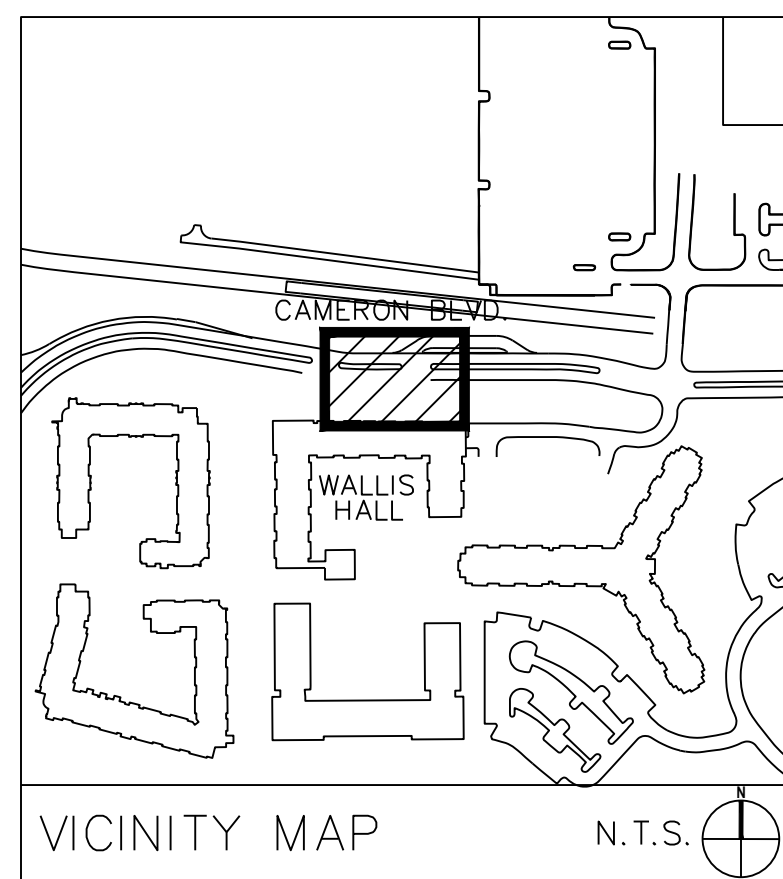 CAMERON BLVD.
WALLIS
HALL
VICINITY MAP
N.T.S.
N